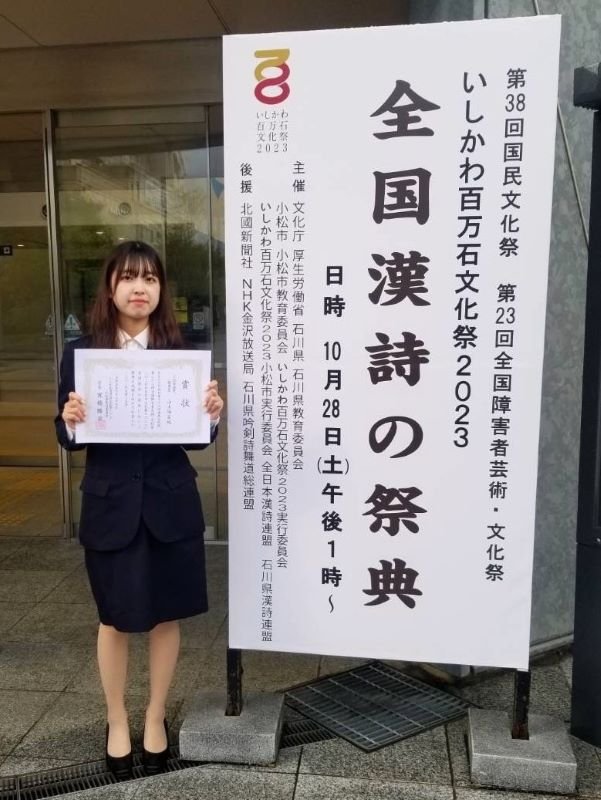 第38回国民文化祭　第23回全国障害者芸術・文化祭
いしかわ百万石文化祭2023
全国漢詩の祭典
日時　10月28日(土)午後1時～
主催　文化庁　厚生労働省　石川県　石川県教育委員会
小松市　小松市教育委員会　いしかわ百万石文化祭2023実行委員会
いしかわ百万石文化祭2023小松市実行委員会　全日本漢詩連盟　石川県漢詩連盟
後援　北國新聞社　NHK金沢放送局　石川県吟剣詩舞道総連盟
いしかわ
百万石
文化祭
2023
賞状